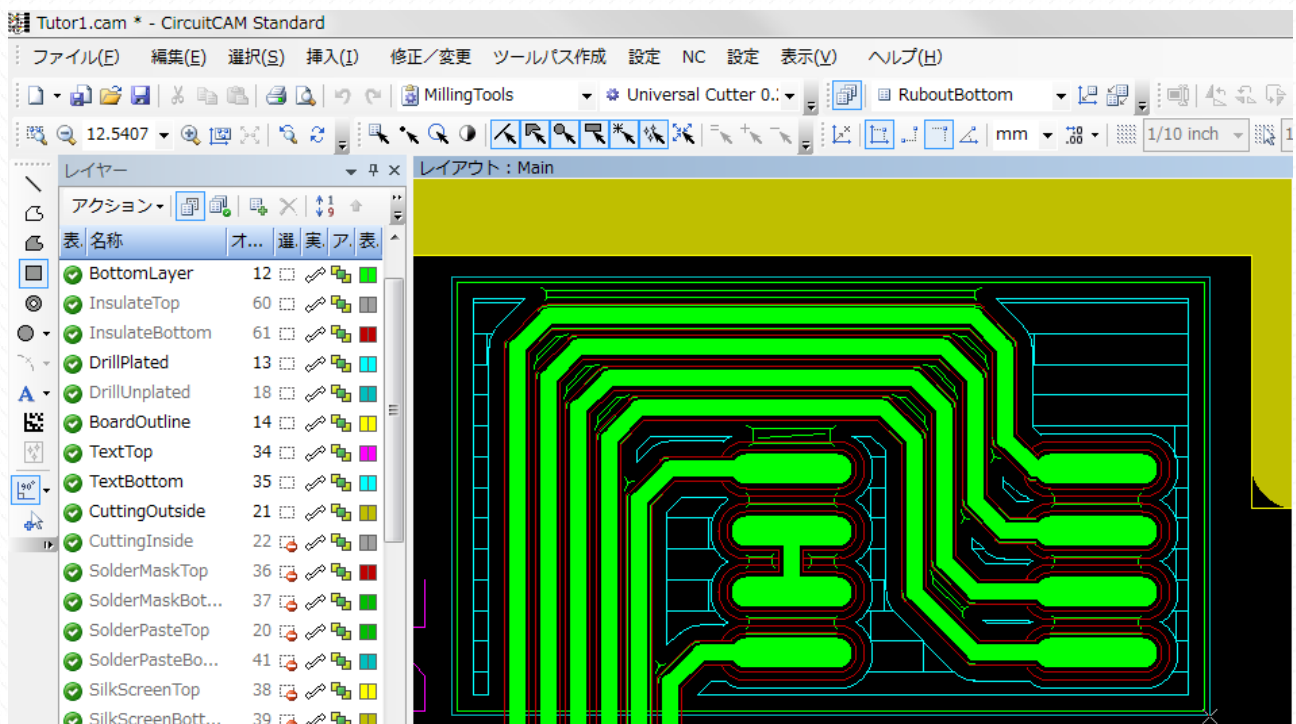 Tutor1.cam * - CircuitCAM Standard
ファイル(F) 編集(E) 選択(S) 挿入(I) 修正／変更 ツールパス作成 設定 NC 設定 表示(V) ヘルプ(H)
MillingTools Universal Cutter 0.: RuboutBottom
12.5407 mm 1/10 inch 1
レイヤー
レイアウト : Main
アクション
表. 名称 オ... 選. 実. ア. 表.
BottomLayer 12
InsulateTop 60
InsulateBottom 61
DrillPlated 13
DrillUnplated 18
BoardOutline 14
TextTop 34
TextBottom 35
CuttingOutside 21
CuttingInside 22
SolderMaskTop 36
SolderMaskBot... 37
SolderPasteTop 20
SolderPasteBo... 41
SilkScreenTop 38
SilkScreenBott... 39